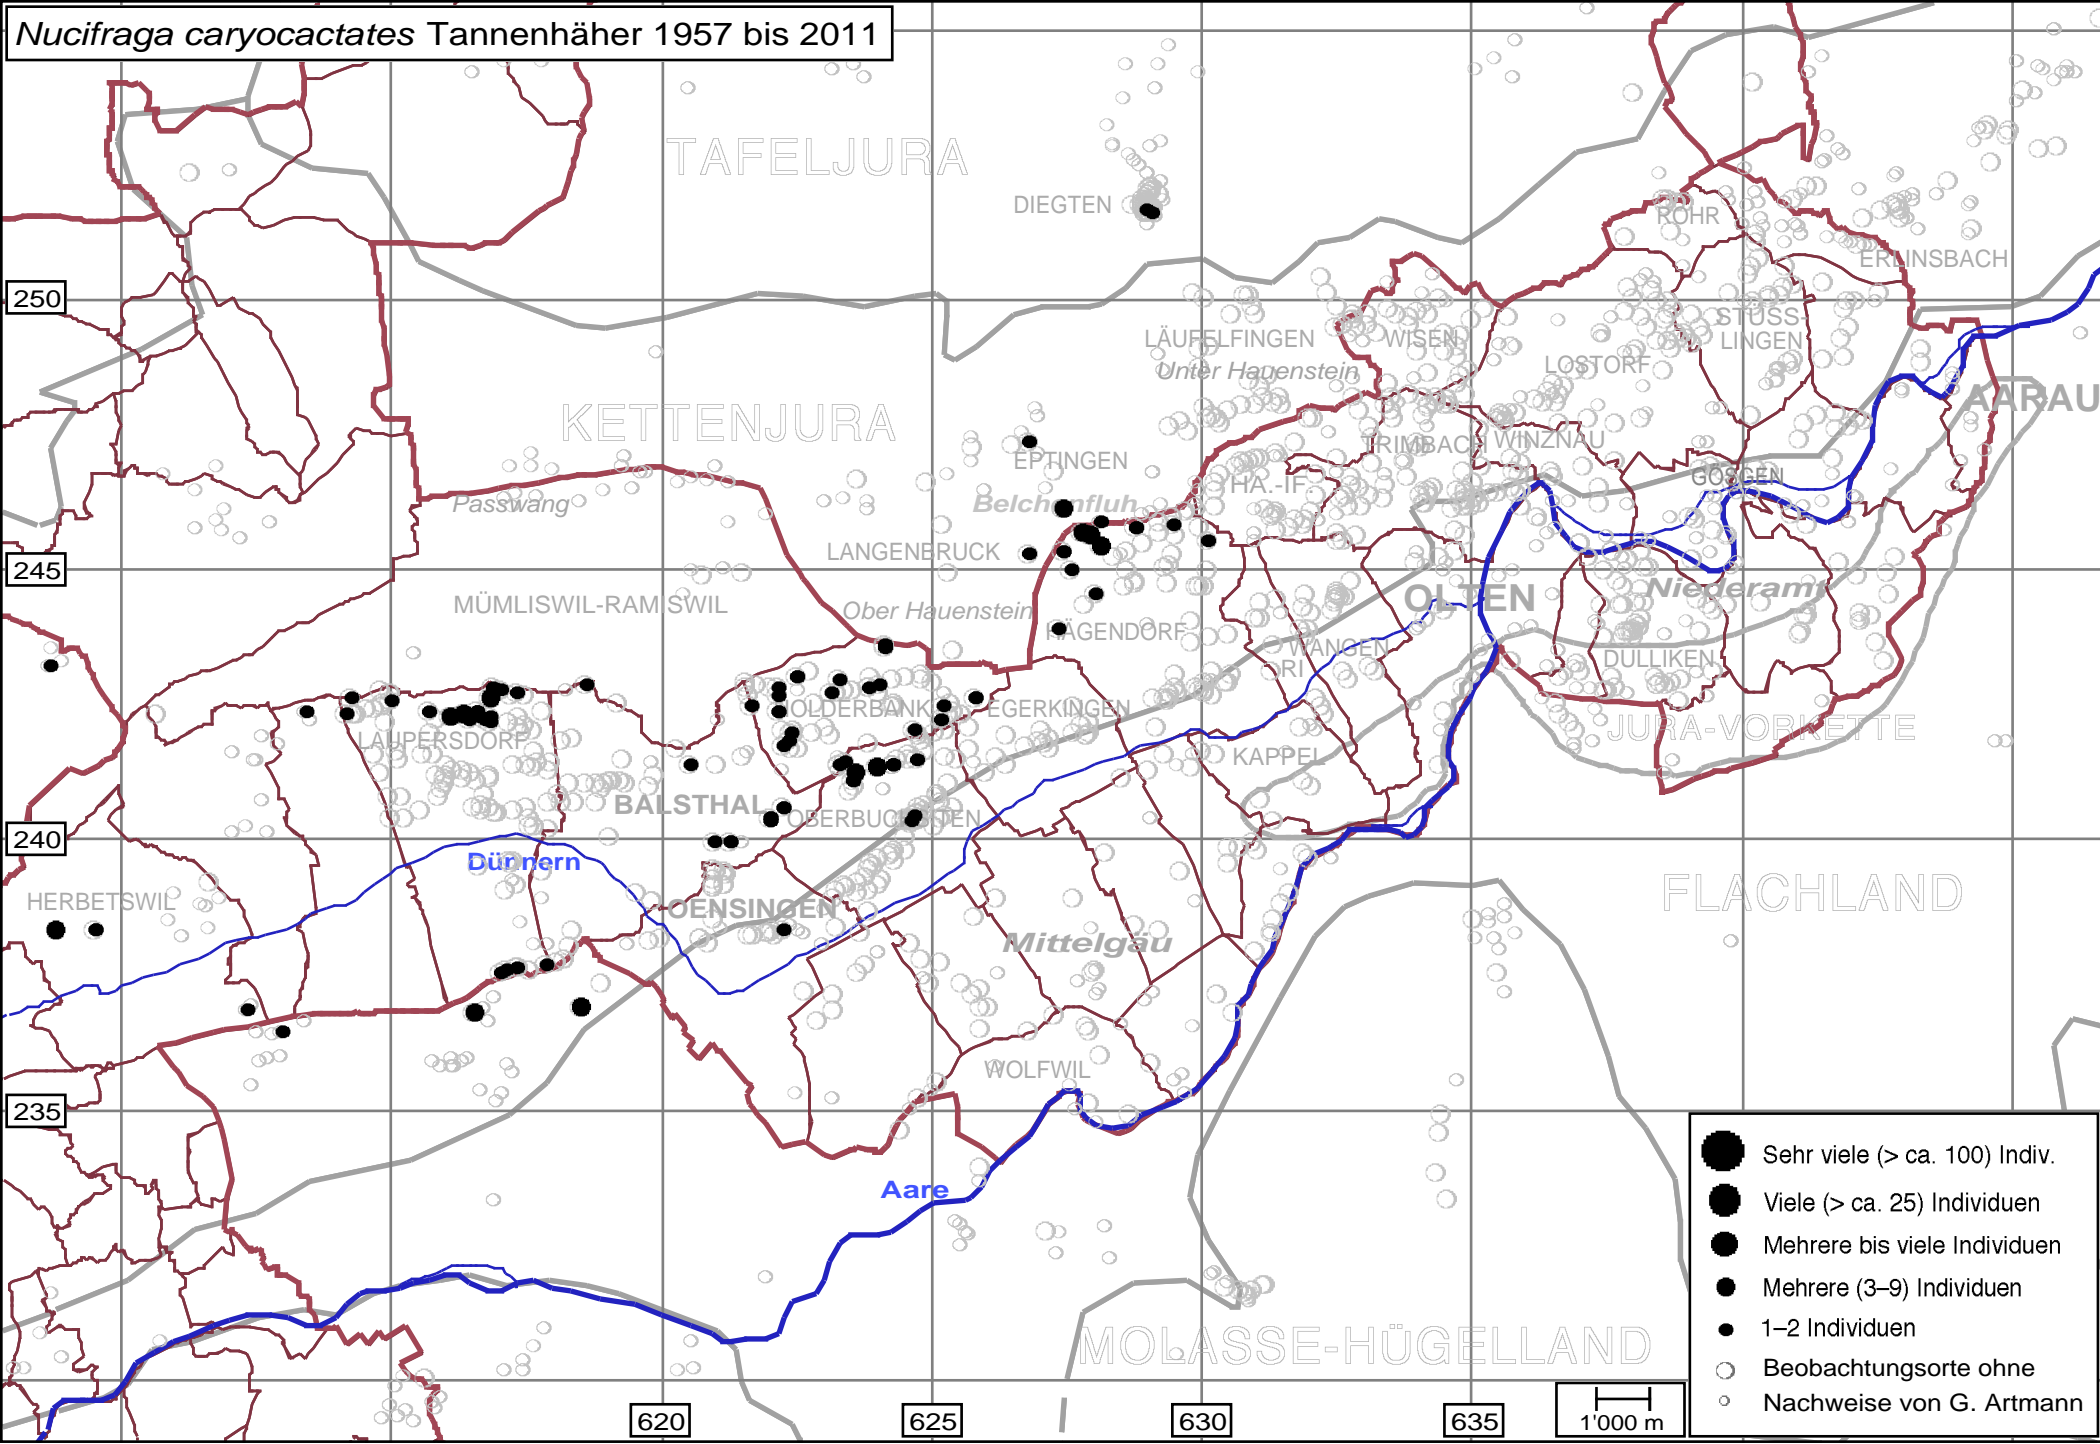 Nucifraga caryocactates Tannenhäher 1957 bis 2011
TAFELJURA
DIEGTEN
ROHR
ERLINSBACH
250
LÄUFELFINGEN
WISEN
STÜSS-
LINGEN
Unter Hauenstein
LOSTORF
AARAU
KETTENJURA
TRIMBACH
WINZNAU
EPTINGEN
GÖSGEN
HA.-IF.
Passwang
Belchenfluh
LANGENBRUCK
245
MÜMLISWIL-RAMISWIL
Ober Hauenstein
OLTEN
Niederamt
HÄGENDORF
WANGEN
RI
DULLIKEN
HOLDERBANK
EGERKINGEN
LAUPERSDORF
JURA-VORKETTE
KAPPEL
BALSTHAL
OBERBUCHSITEN
240
Dünnern
HERBETSWIL
OENSINGEN
FLACHLAND
Mittelgäu
WOLFWIL
235
Aare
MOLASSE-HÜGELLAND
620
625
630
635
1'000 m
Sehr viele (> ca. 100) Indiv.
Viele (> ca. 25) Individuen
Mehrere bis viele Individuen
Mehrere (3–9) Individuen
1–2 Individuen
Beobachtungsorte ohne
Nachweise von G. Artmann